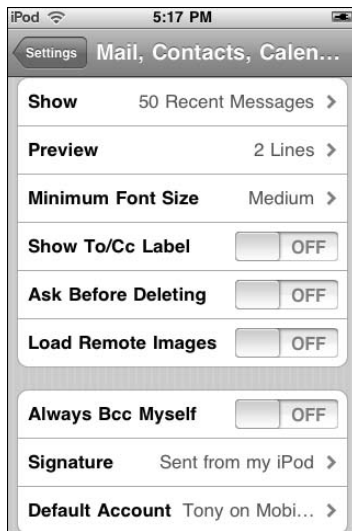 iPod 5:17 PM
Settings Mail, Contacts, Calen...
Show 50 Recent Messages
Preview 2 Lines
Minimum Font Size Medium
Show To/Cc Label OFF
Ask Before Deleting OFF
Load Remote Images OFF
Always Bcc Myself OFF
Signature Sent from my iPod
Default Account Tony on Mobi...